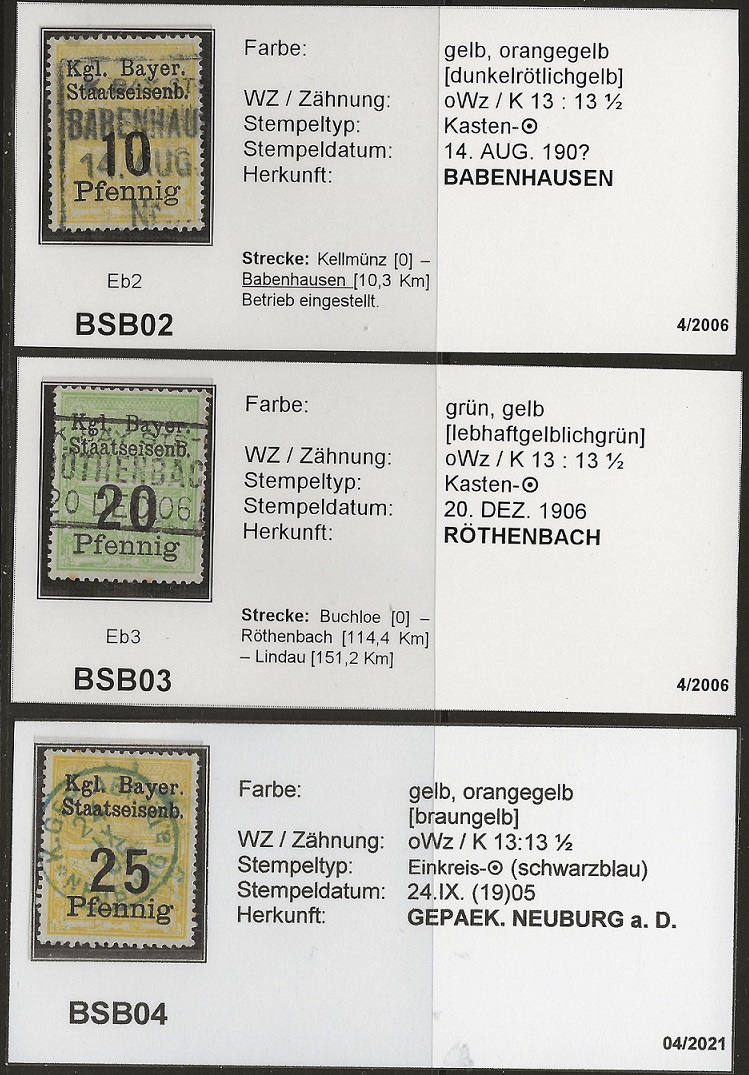 Kgl. Bayer.
Staatseisenb.
BABENHAU
14. AUG.
10
Pfennig
Eb2
BSB02
Farbe: gelb, orangegelb
[dunkelrötlichgelb]
WZ / Zähnung: oWz / K 13 : 13 ½
Stempeltyp: Kasten-⊙
Stempeldatum: 14. AUG. 190?
Herkunft: BABENHAUSEN
Strecke: Kellmünz [0] –
Babenhausen [10,3 Km]
Betrieb eingestellt.
4/2006
Kgl. Bayer.
Staatseisenb.
ÖTHENBAC
20 DEZ 06
20
Pfennig
Eb3
BSB03
Farbe: grün, gelb
[lebhaftgelblichgrün]
WZ / Zähnung: oWz / K 13 : 13 ½
Stempeltyp: Kasten-⊙
Stempeldatum: 20. DEZ. 1906
Herkunft: RÖTHENBACH
Strecke: Buchloe [0] –
Röthenbach [114,4 Km]
– Lindau [151,2 Km]
4/2006
Kgl. Bayer.
Staatseisenb.
25
Pfennig
BSB04
Farbe: gelb, orangegelb
[braungelb]
WZ / Zähnung: oWz / K 13:13 ½
Stempeltyp: Einkreis-⊙ (schwarzblau)
Stempeldatum: 24.IX. (19)05
Herkunft: GEPAEK. NEUBURG a. D.
04/2021